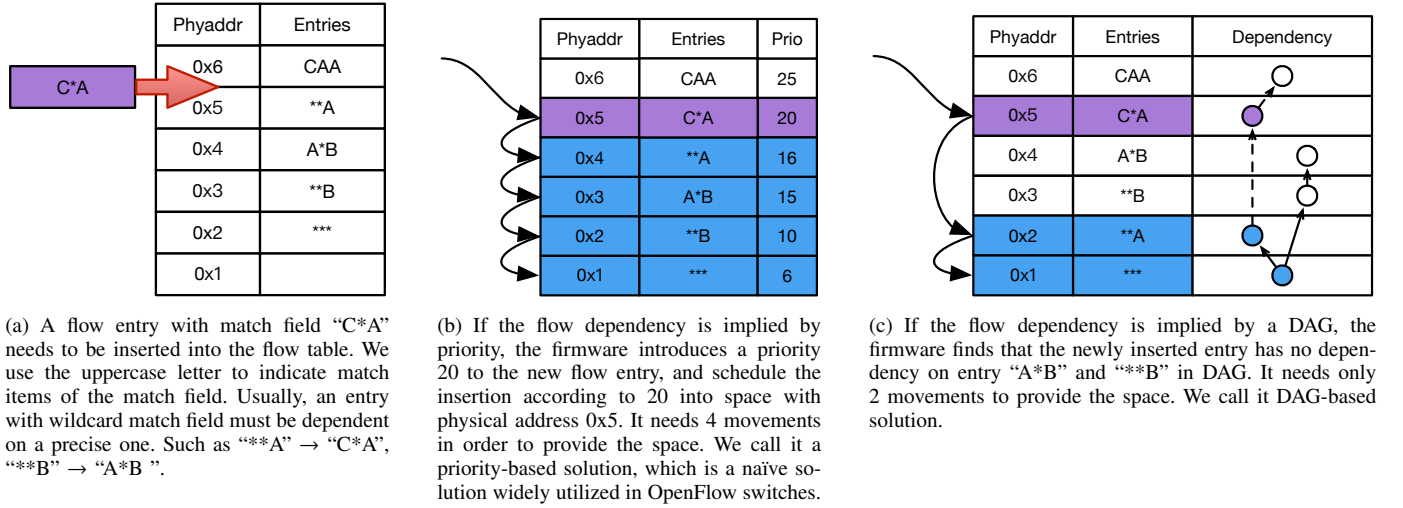 Phyaddr Entries
0x6 CAA
C*A
0x5 **A
0x4 A*B
0x3 **B
0x2 ***
0x1
(a) A flow entry with match field “C*A”
needs to be inserted into the flow table. We
use the uppercase letter to indicate match
items of the match field. Usually, an entry
with wildcard match field must be dependent
on a precise one. Such as “**A” → “C*A”,
“**B” → “A*B ”.
Phyaddr Entries Prio
0x6 CAA 25
0x5 C*A 20
0x4 **A 16
0x3 A*B 15
0x2 **B 10
0x1 *** 6
(b) If the flow dependency is implied by
priority, the firmware introduces a priority
20 to the new flow entry, and schedule the
insertion according to 20 into space with
physical address 0x5. It needs 4 movements
in order to provide the space. We call it a
priority-based solution, which is a naïve so-
lution widely utilized in OpenFlow switches.
Phyaddr Entries Dependency
0x6 CAA
0x5 C*A
0x4 A*B
0x3 **B
0x2 **A
0x1 ***
(c) If the flow dependency is implied by a DAG, the
firmware finds that the newly inserted entry has no depen-
dency on entry “A*B” and “**B” in DAG. It needs only
2 movements to provide the space. We call it DAG-based
solution.